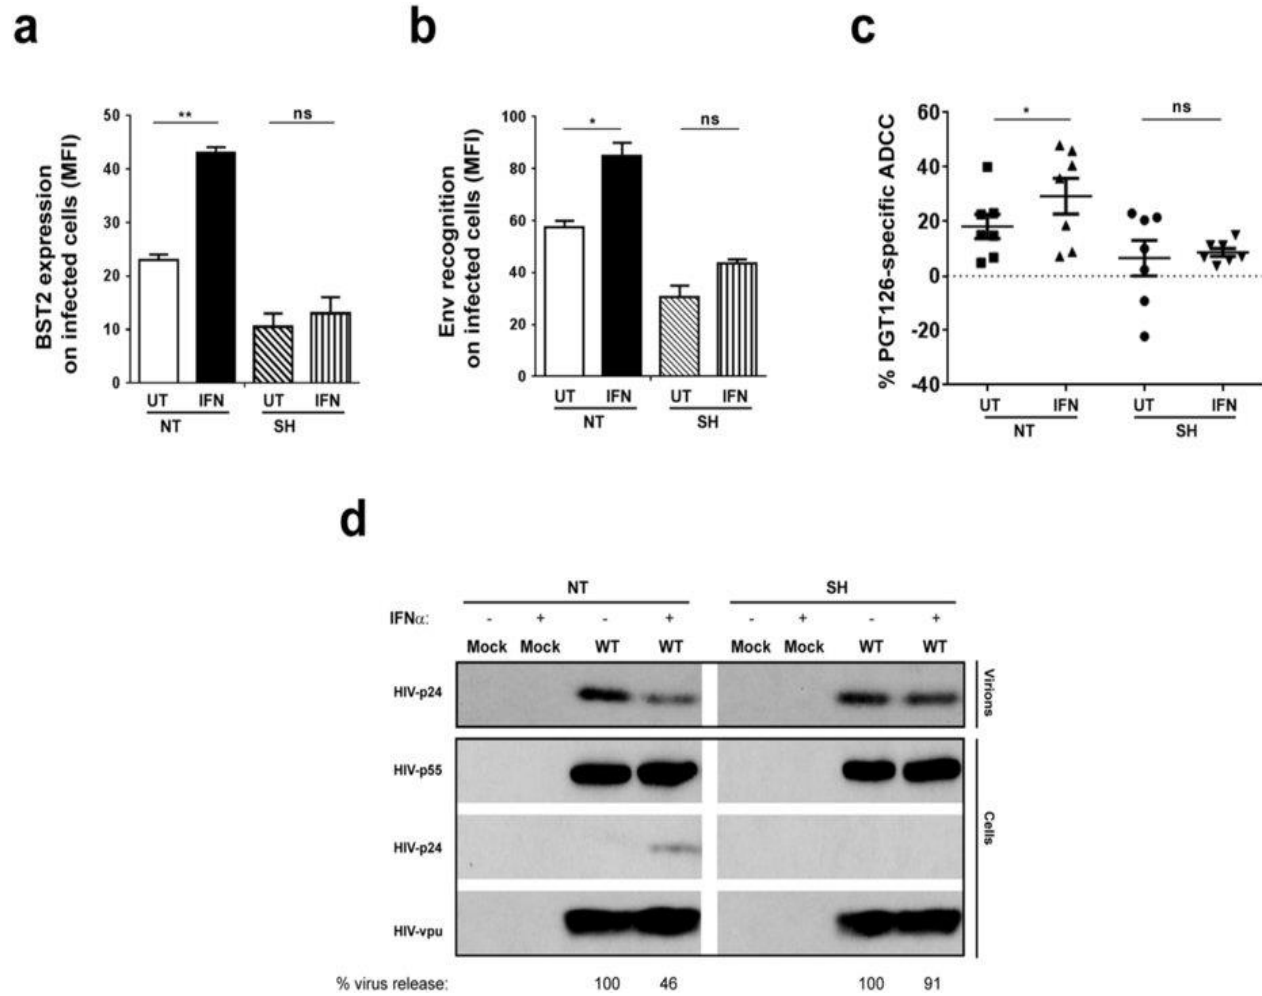 a
BST2 expression
on infected cells (MFI)
50
40
30
20
10
0
**
ns
UT IFN UT IFN
NT SH
b
Env recognition
on infected cells (MFI)
100
80
60
40
20
0
*
ns
UT IFN UT IFN
NT SH
c
% PGT126-specific ADCC
60
40
20
0
-20
-40
*
ns
UT IFN UT IFN
NT SH
d
NT SH
IFNα: - + - + - + - +
Mock Mock WT WT Mock Mock WT WT
HIV-p24
Virions
HIV-p55
HIV-p24
HIV-vpu
Cells
% virus release: 100 46 100 91